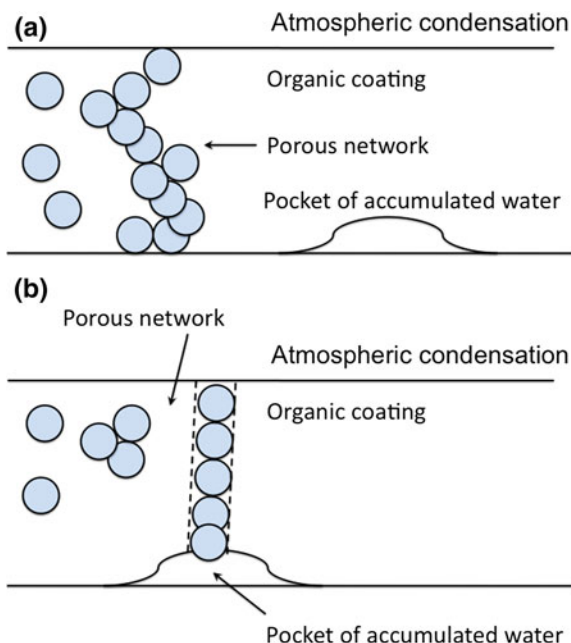 (a)
Atmospheric condensation
Organic coating
Porous network
Pocket of accumulated water
(b)
Porous network
Atmospheric condensation
Organic coating
Pocket of accumulated water